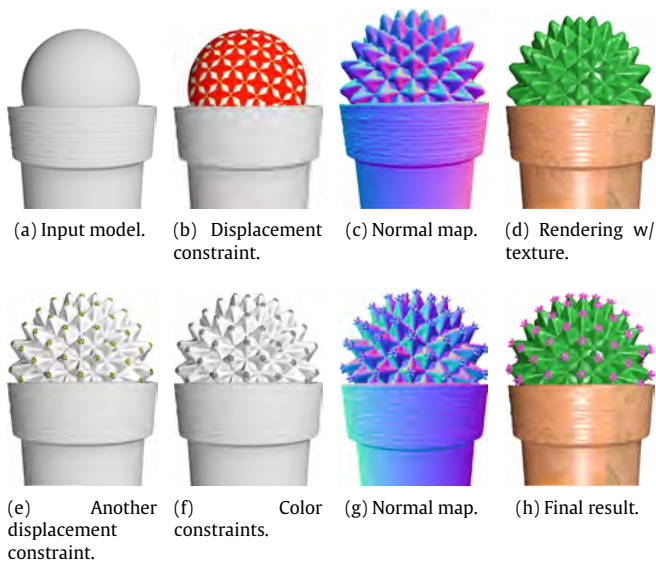 (a) Input model.
(b) Displacement
constraint.
(c) Normal map.
(d) Rendering w/
texture.
(e) Another
displacement
constraint.
(f) Color
constraints.
(g) Normal map.
(h) Final result.